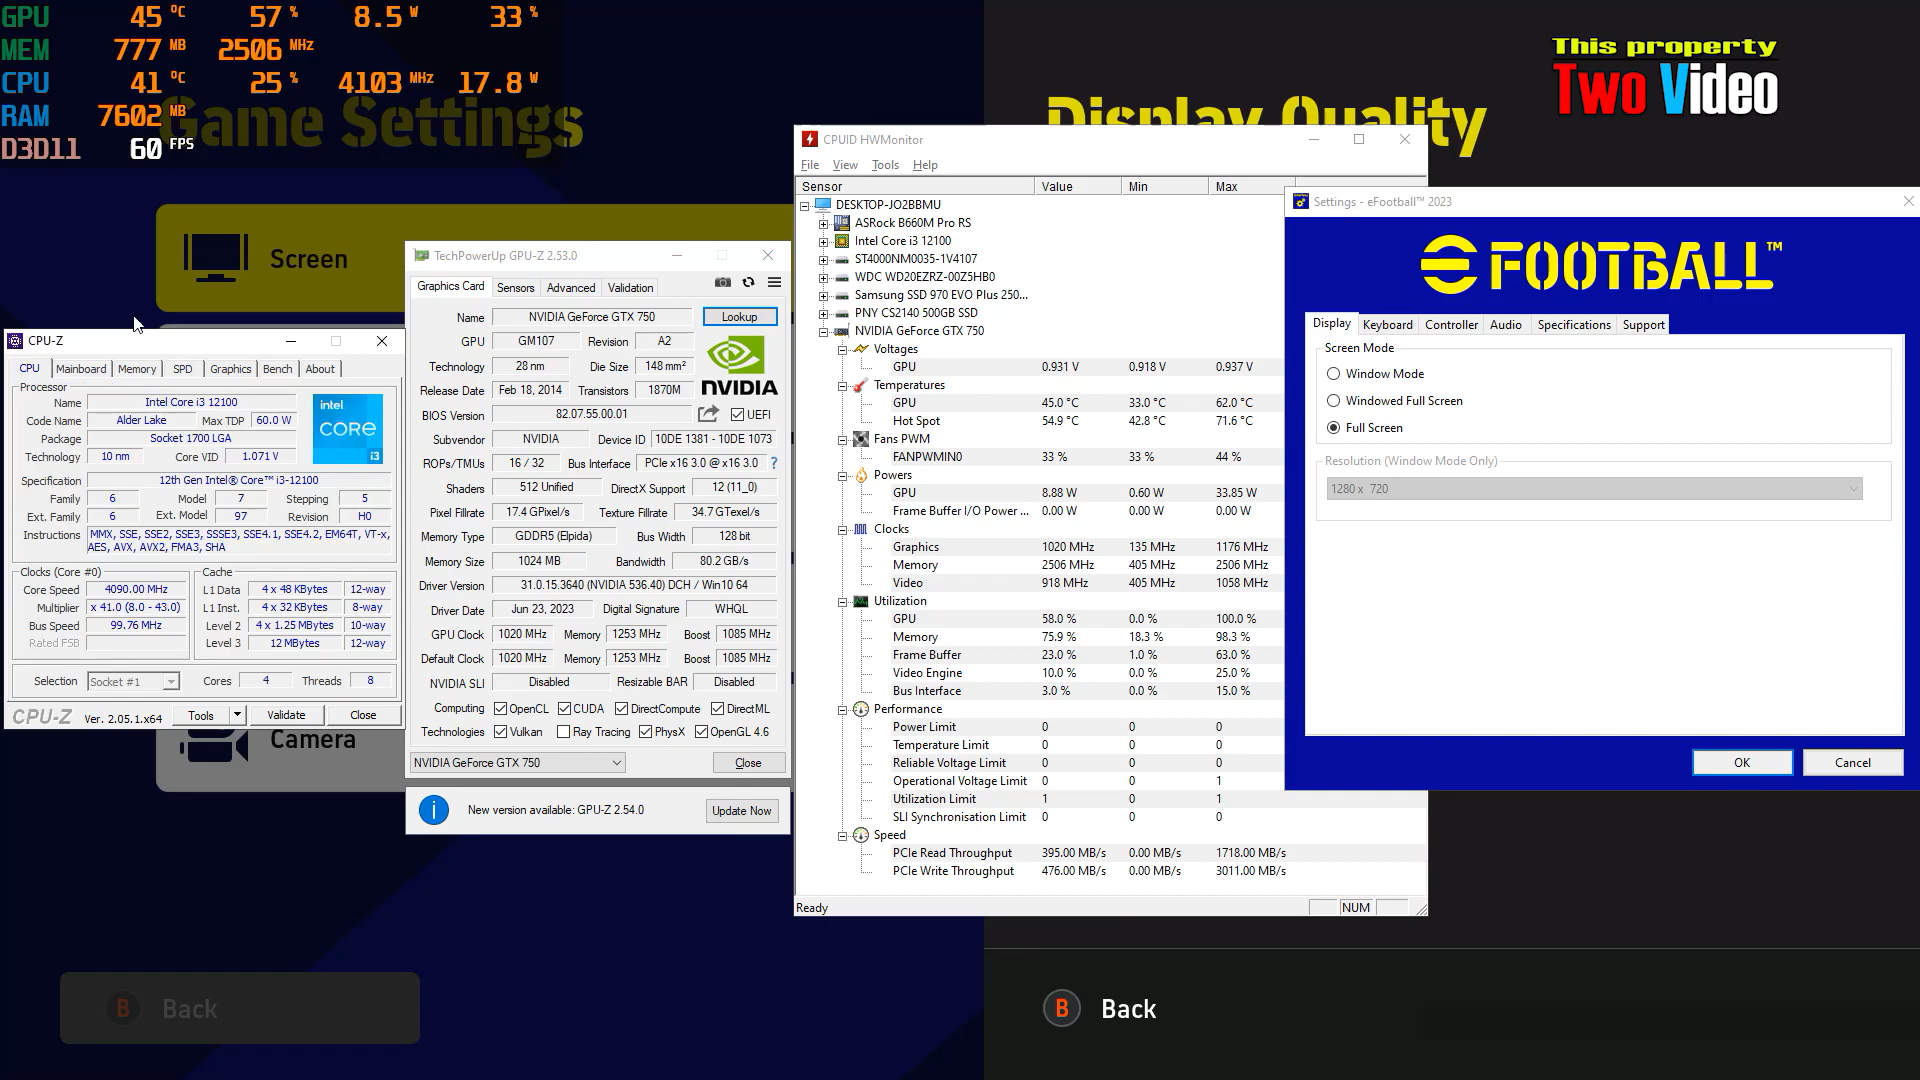 GPU 45 °C 57 % 8.5 W 33 %
MEM 777 MB 2506 MHz
CPU 41 °C 25 % 4103 MHz 17.8 W
RAM 7602 MB
D3D11 60 FPS
Game Settings
Display Quality
This property
Two Video
Screen
Camera
B Back
B Back
CPU-Z
CPU Mainboard Memory SPD Graphics Bench About
Processor
Name Intel Core i3 12100
Code Name Alder Lake Max TDP 60.0 W
Package Socket 1700 LGA
Technology 10 nm Core VID 1.071 V
intel
CORE
i3
Specification 12th Gen Intel® Core™ i3-12100
Family 6 Model 7 Stepping 5
Ext. Family 6 Ext. Model 97 Revision H0
Instructions MMX, SSE, SSE2, SSE3, SSSE3, SSE4.1, SSE4.2, EM64T, VT-x,
AES, AVX, AVX2, FMA3, SHA
Clocks (Core #0) Cache
Core Speed 4090.00 MHz L1 Data 4 x 48 KBytes 12-way
Multiplier x 41.0 (8.0 - 43.0) L1 Inst. 4 x 32 KBytes 8-way
Bus Speed 99.76 MHz Level 2 4 x 1.25 MBytes 10-way
Rated FSB Level 3 12 MBytes 12-way
Selection Socket #1 Cores 4 Threads 8
CPU-Z Ver. 2.05.1.x64 Tools Validate Close
TechPowerUp GPU-Z 2.53.0
Graphics Card Sensors Advanced Validation
Name NVIDIA GeForce GTX 750 Lookup
GPU GM107 Revision A2
Technology 28 nm Die Size 148 mm²
Release Date Feb 18, 2014 Transistors 1870M
NVIDIA
BIOS Version 82.07.55.00.01 UEFI
Subvendor NVIDIA Device ID 10DE 1381 - 10DE 1073
ROPs/TMUs 16 / 32 Bus Interface PCIe x16 3.0 @ x16 3.0 ?
Shaders 512 Unified DirectX Support 12 (11_0)
Pixel Fillrate 17.4 GPixel/s Texture Fillrate 34.7 GTexel/s
Memory Type GDDR5 (Elpida) Bus Width 128 bit
Memory Size 1024 MB Bandwidth 80.2 GB/s
Driver Version 31.0.15.3640 (NVIDIA 536.40) DCH / Win10 64
Driver Date Jun 23, 2023 Digital Signature WHQL
GPU Clock 1020 MHz Memory 1253 MHz Boost 1085 MHz
Default Clock 1020 MHz Memory 1253 MHz Boost 1085 MHz
NVIDIA SLI Disabled Resizable BAR Disabled
Computing OpenCL CUDA DirectCompute DirectML
Technologies Vulkan Ray Tracing PhysX OpenGL 4.6
NVIDIA GeForce GTX 750 Close
New version available: GPU-Z 2.54.0 Update Now
CPUID HWMonitor
File View Tools Help
Sensor Value Min Max
DESKTOP-JO2BBMU
ASRock B660M Pro RS
Intel Core i3 12100
ST4000NM0035-1V4107
WDC WD20EZRZ-00Z5HB0
Samsung SSD 970 EVO Plus 250...
PNY CS2140 500GB SSD
NVIDIA GeForce GTX 750
Voltages
GPU 0.931 V 0.918 V 0.937 V
Temperatures
GPU 45.0 °C 33.0 °C 62.0 °C
Hot Spot 54.9 °C 42.8 °C 71.6 °C
Fans PWM
FANPWMIN0 33 % 33 % 44 %
Powers
GPU 8.88 W 0.60 W 33.85 W
Frame Buffer I/O Power ... 0.00 W 0.00 W 0.00 W
Clocks
Graphics 1020 MHz 135 MHz 1176 MHz
Memory 2506 MHz 405 MHz 2506 MHz
Video 918 MHz 405 MHz 1058 MHz
Utilization
GPU 58.0 % 0.0 % 100.0 %
Memory 75.9 % 18.3 % 98.3 %
Frame Buffer 23.0 % 1.0 % 63.0 %
Video Engine 10.0 % 0.0 % 25.0 %
Bus Interface 3.0 % 0.0 % 15.0 %
Performance
Power Limit 0 0 0
Temperature Limit 0 0 0
Reliable Voltage Limit 0 0 0
Operational Voltage Limit 0 0 1
Utilization Limit 1 0 1
SLI Synchronisation Limit 0 0 0
Speed
PCIe Read Throughput 395.00 MB/s 0.00 MB/s 1718.00 MB/s
PCIe Write Throughput 476.00 MB/s 0.00 MB/s 3011.00 MB/s
Ready NUM
Settings - eFootball™ 2023
eFOOTBALL™
Display Keyboard Controller Audio Specifications Support
Screen Mode
Window Mode
Windowed Full Screen
Full Screen
Resolution (Window Mode Only)
1280 x 720
OK Cancel